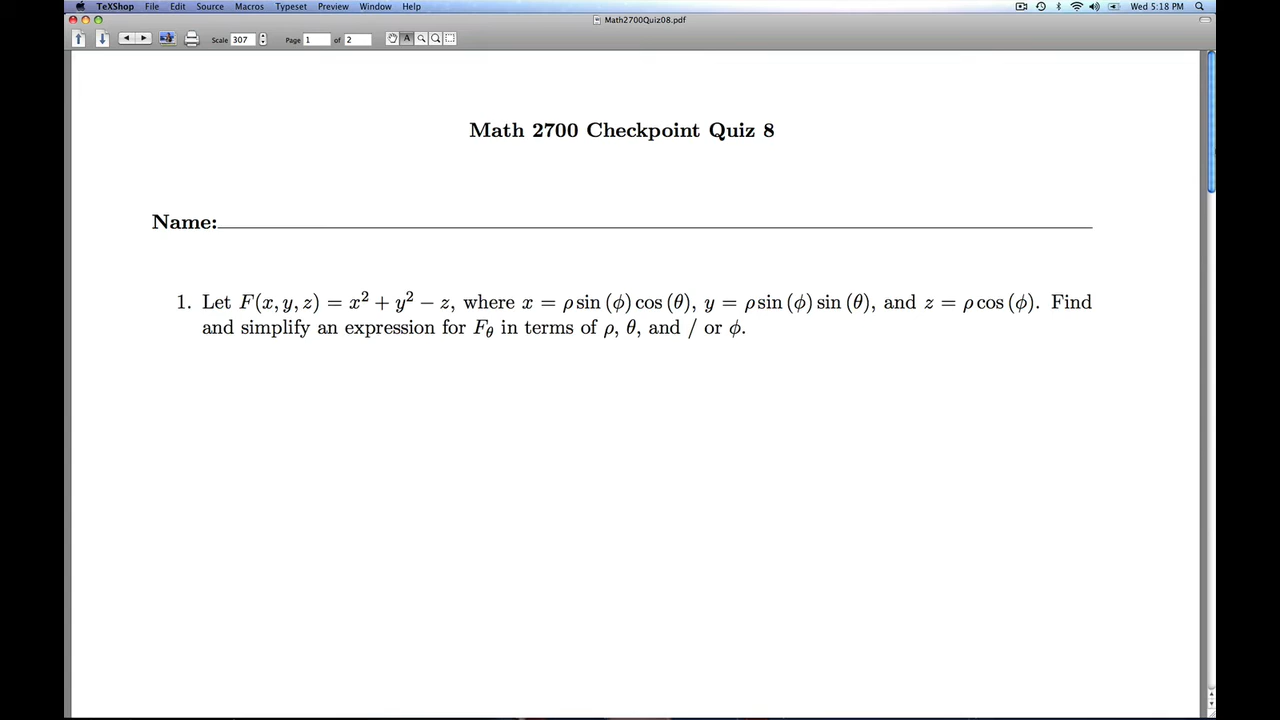 TeXShop File Edit Source Macros Typeset Preview Window Help Wed 5:18 PM
Math2700Quiz08.pdf
Scale 307 Page 1 of 2 A
Math 2700 Checkpoint Quiz 8
Name:
1. Let F(x, y, z) = x² + y² − z, where x = ρ sin (ϕ) cos (θ), y = ρ sin (ϕ) sin (θ), and z = ρ cos (ϕ). Find
and simplify an expression for F_θ in terms of ρ, θ, and / or ϕ.